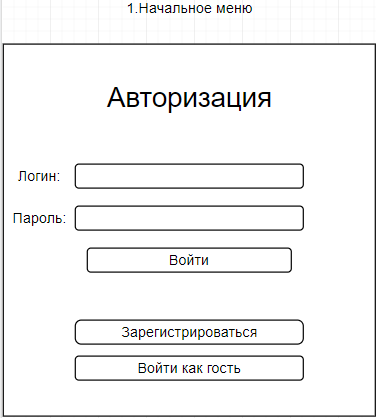 1.Начальное меню
Авторизация
Логин:
Пароль:
Войти
Зарегистрироваться
Войти как гость